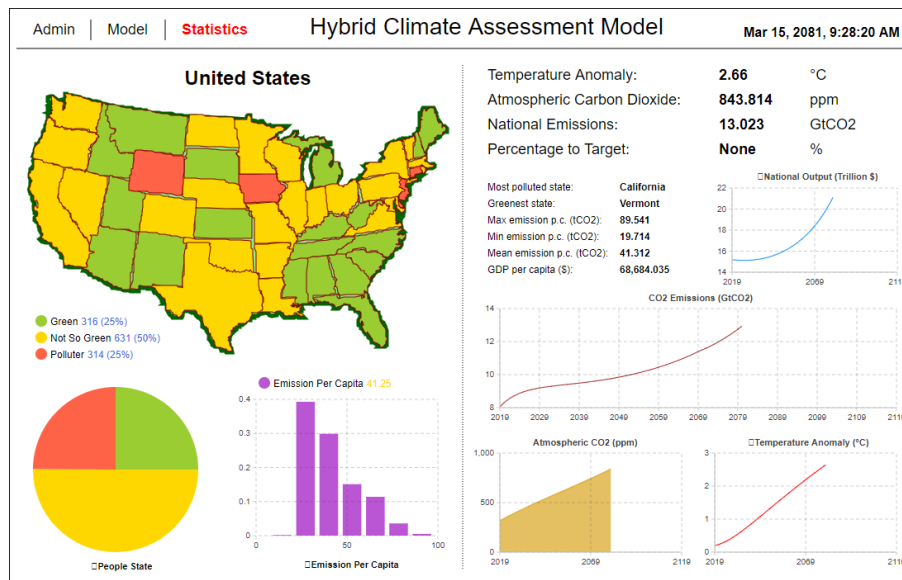 Admin | Model | Statistics
Hybrid Climate Assessment Model
Mar 15, 2081, 9:28:20 AM
United States
Green 316 (25%)
Not So Green 631 (50%)
Polluter 314 (25%)
People State
Emission Per Capita 41.25
0.4
0.3
0.2
0.1
0
0 50 100
Emission Per Capita
Temperature Anomaly: 2.66 °C
Atmospheric Carbon Dioxide: 843.814 ppm
National Emissions: 13.023 GtCO2
Percentage to Target: None %
Most polluted state: California
Greenest state: Vermont
Max emission p.c. (tCO2): 89.541
Min emission p.c. (tCO2): 19.714
Mean emission p.c. (tCO2): 41.312
GDP per capita ($): 68,684.035
National Output (Trillion $)
22
20
18
16
14
2019 2069 211
CO2 Emissions (GtCO2)
14
12
10
8
2019 2029 2039 2049 2059 2069 2079 2089 2099 2109 2119
Atmospheric CO2 (ppm)
1,000
500
0
2019 2069 2119
Temperature Anomaly (ºC)
3
2
1
0
2019 2069 211